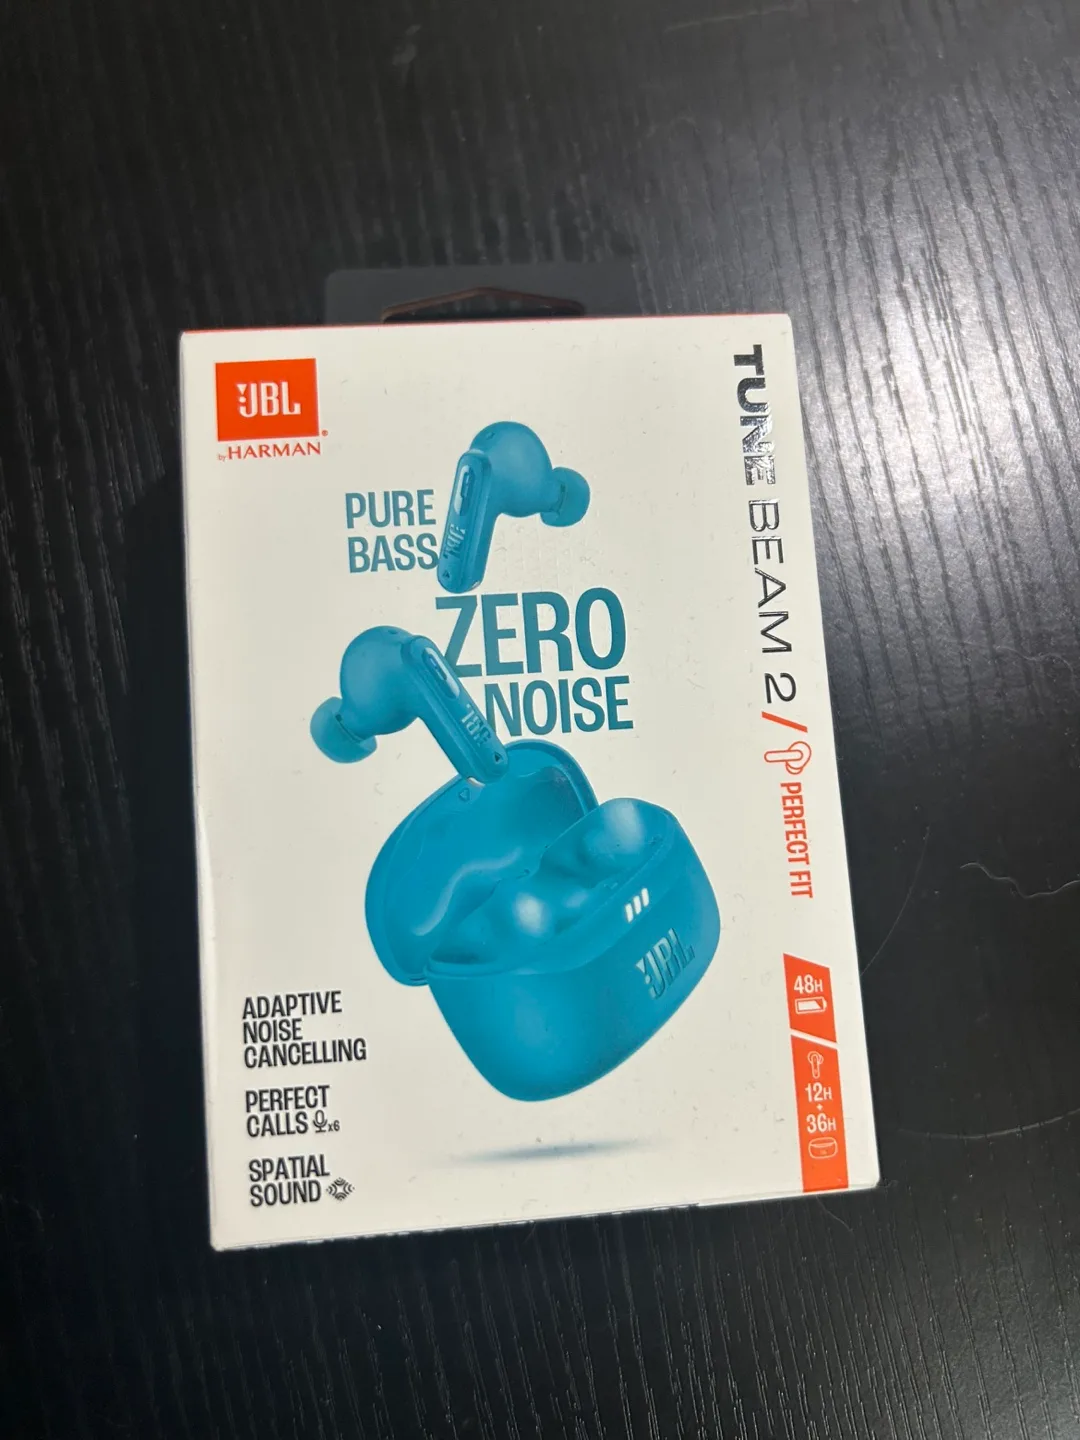 JBL
by HARMAN®
PURE
BASS
JBL
ZERO
NOISE
JBL
JBL
ADAPTIVE
NOISE
CANCELLING
PERFECT
CALLS x6
SPATIAL
SOUND
TUNE BEAM 2/ PERFECT FIT
48H
12H
+
36H